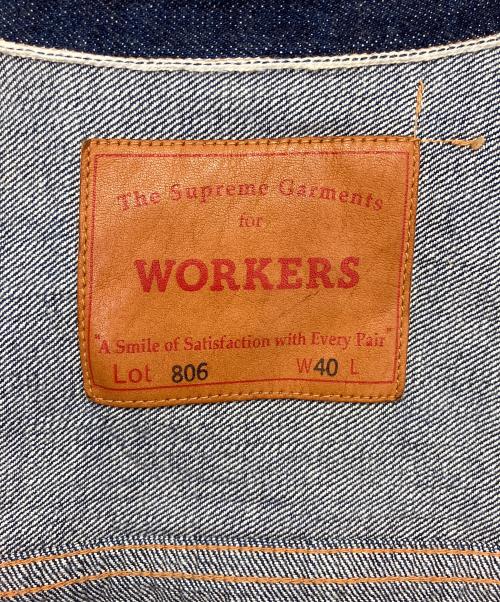 The Supreme Garments
for
WORKERS
"A Smile of Satisfaction with Every Pair"
Lot 806 W40 L